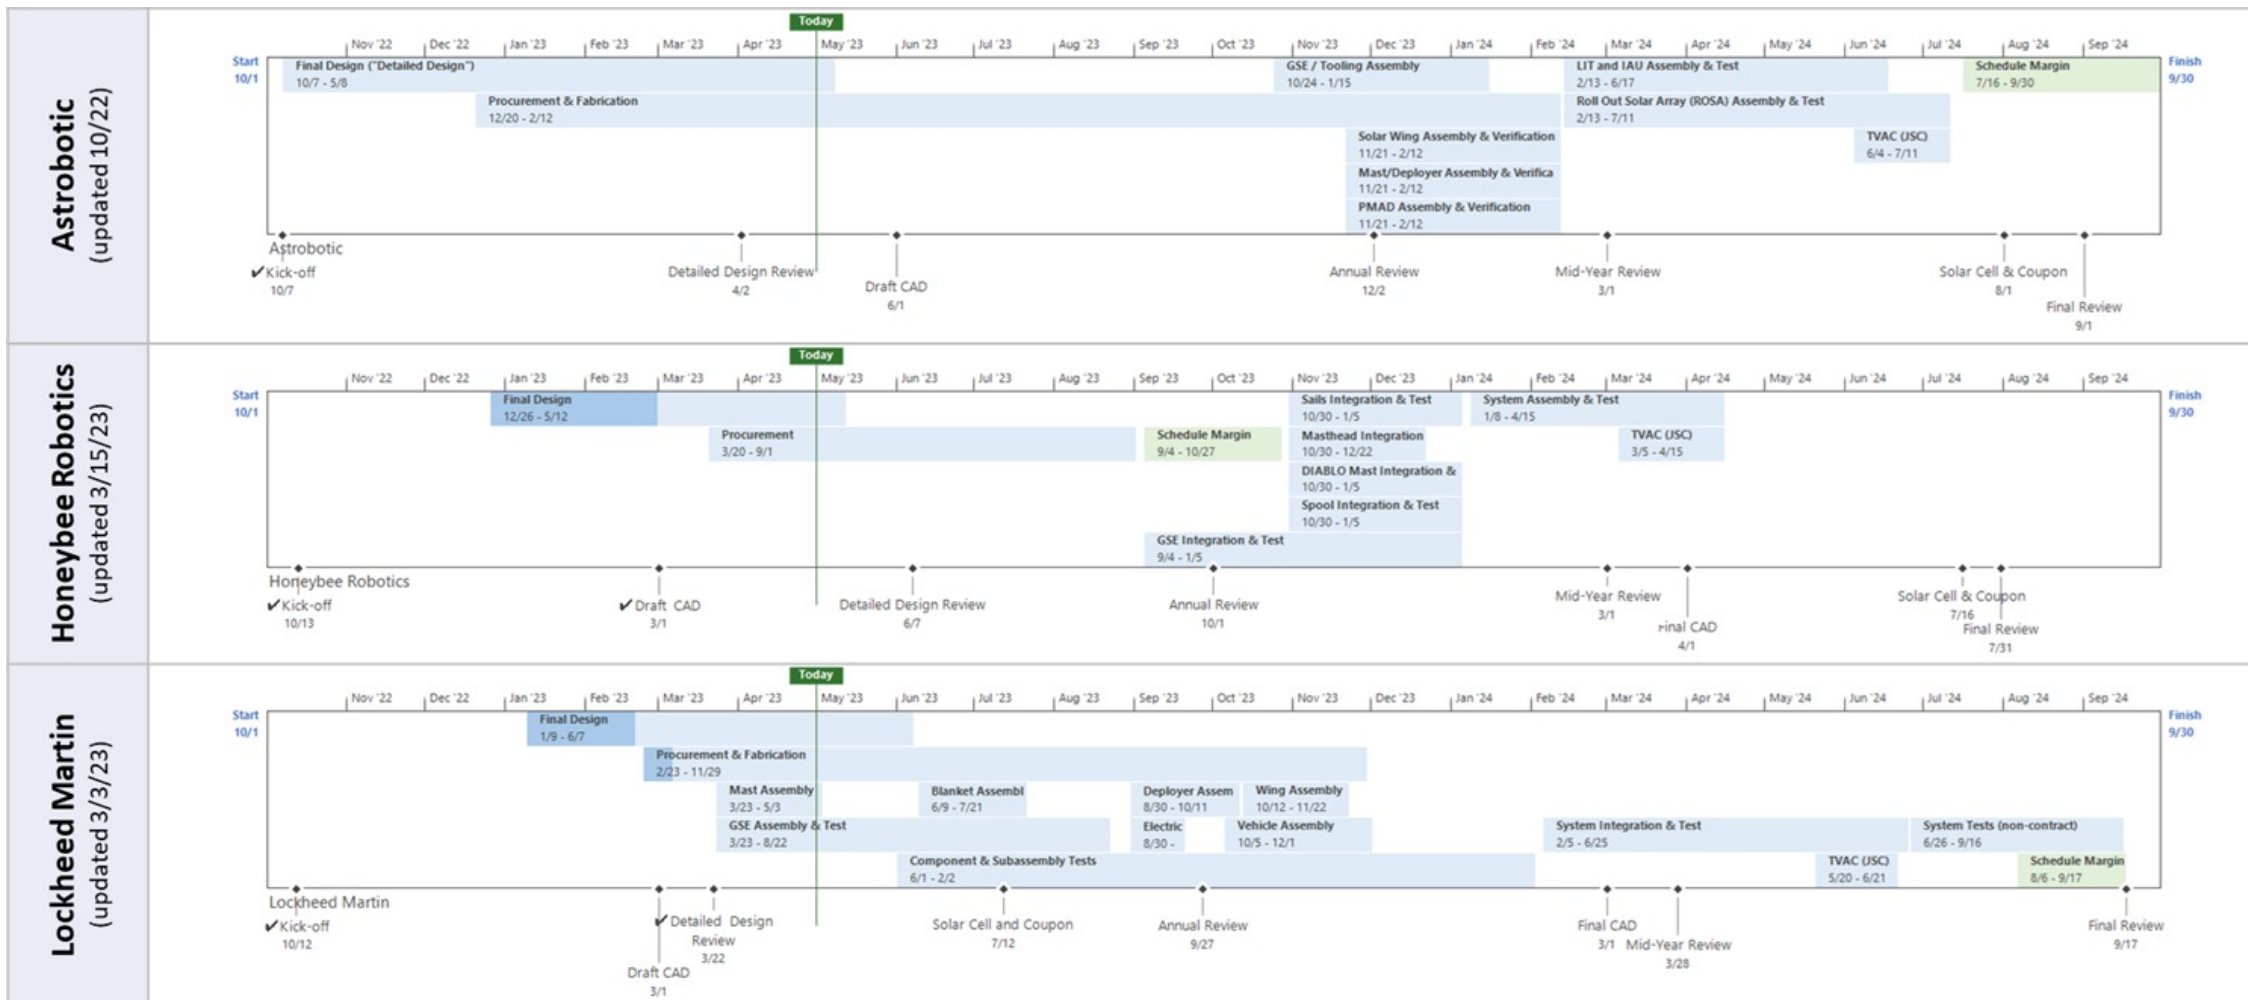 Astrobotic
(updated 10/22)
Today
Nov '22
Dec '22
Jan '23
Feb '23
Mar '23
Apr '23
May '23
Jun '23
Jul '23
Aug '23
Sep '23
Oct '23
Nov '23
Dec '23
Jan '24
Feb '24
Mar '24
Apr '24
May '24
Jun '24
Jul '24
Aug '24
Sep '24
Start
10/1
Finish
9/30
Final Design ("Detailed Design")
10/7 - 5/8
GSE / Tooling Assembly
10/24 - 1/15
LIT and IAU Assembly & Test
2/13 - 6/17
Schedule Margin
7/16 - 9/30
Procurement & Fabrication
12/20 - 2/12
Roll Out Solar Array (ROSA) Assembly & Test
2/13 - 7/11
Solar Wing Assembly & Verification
11/21 - 2/12
TVAC (JSC)
6/4 - 7/11
Mast/Deployer Assembly & Verifica
11/21 - 2/12
PMAD Assembly & Verification
11/21 - 2/12
Astrobotic
✔Kick-off
10/7
Detailed Design Review
4/2
Draft CAD
6/1
Annual Review
12/2
Mid-Year Review
3/1
Solar Cell & Coupon
8/1
Final Review
9/1
Honeybee Robotics
(updated 3/15/23)
Today
Nov '22
Dec '22
Jan '23
Feb '23
Mar '23
Apr '23
May '23
Jun '23
Jul '23
Aug '23
Sep '23
Oct '23
Nov '23
Dec '23
Jan '24
Feb '24
Mar '24
Apr '24
May '24
Jun '24
Jul '24
Aug '24
Sep '24
Start
10/1
Finish
9/30
Final Design
12/26 - 5/12
Sails Integration & Test
10/30 - 1/5
System Assembly & Test
1/8 - 4/15
Procurement
3/20 - 9/1
Schedule Margin
9/4 - 10/27
Masthead Integration
10/30 - 12/22
TVAC (JSC)
3/5 - 4/15
DIABLO Mast Integration &
10/30 - 1/5
Spool Integration & Test
10/30 - 1/5
GSE Integration & Test
9/4 - 1/5
Honeybee Robotics
✔Kick-off
10/13
✔Draft CAD
3/1
Detailed Design Review
6/7
Annual Review
10/1
Mid-Year Review
3/1
Final CAD
4/1
Solar Cell & Coupon
7/16
Final Review
7/31
Lockheed Martin
(updated 3/3/23)
Today
Nov '22
Dec '22
Jan '23
Feb '23
Mar '23
Apr '23
May '23
Jun '23
Jul '23
Aug '23
Sep '23
Oct '23
Nov '23
Dec '23
Jan '24
Feb '24
Mar '24
Apr '24
May '24
Jun '24
Jul '24
Aug '24
Sep '24
Start
10/1
Finish
9/30
Final Design
1/9 - 6/7
Procurement & Fabrication
2/23 - 11/29
Mast Assembly
3/23 - 5/3
Blanket Assembl
6/9 - 7/21
Deployer Assem
8/30 - 10/11
Wing Assembly
10/12 - 11/22
GSE Assembly & Test
3/23 - 8/22
Electric
8/30 -
Vehicle Assembly
10/5 - 12/1
System Integration & Test
2/5 - 6/25
System Tests (non-contract)
6/26 - 9/16
Component & Subassembly Tests
6/1 - 2/2
TVAC (JSC)
5/20 - 6/21
Schedule Margin
8/6 - 9/17
Lockheed Martin
✔Kick-off
10/12
Draft CAD
3/1
✔Detailed Design
Review
3/22
Solar Cell and Coupon
7/12
Annual Review
9/27
Final CAD
3/1
Mid-Year Review
3/28
Final Review
9/17